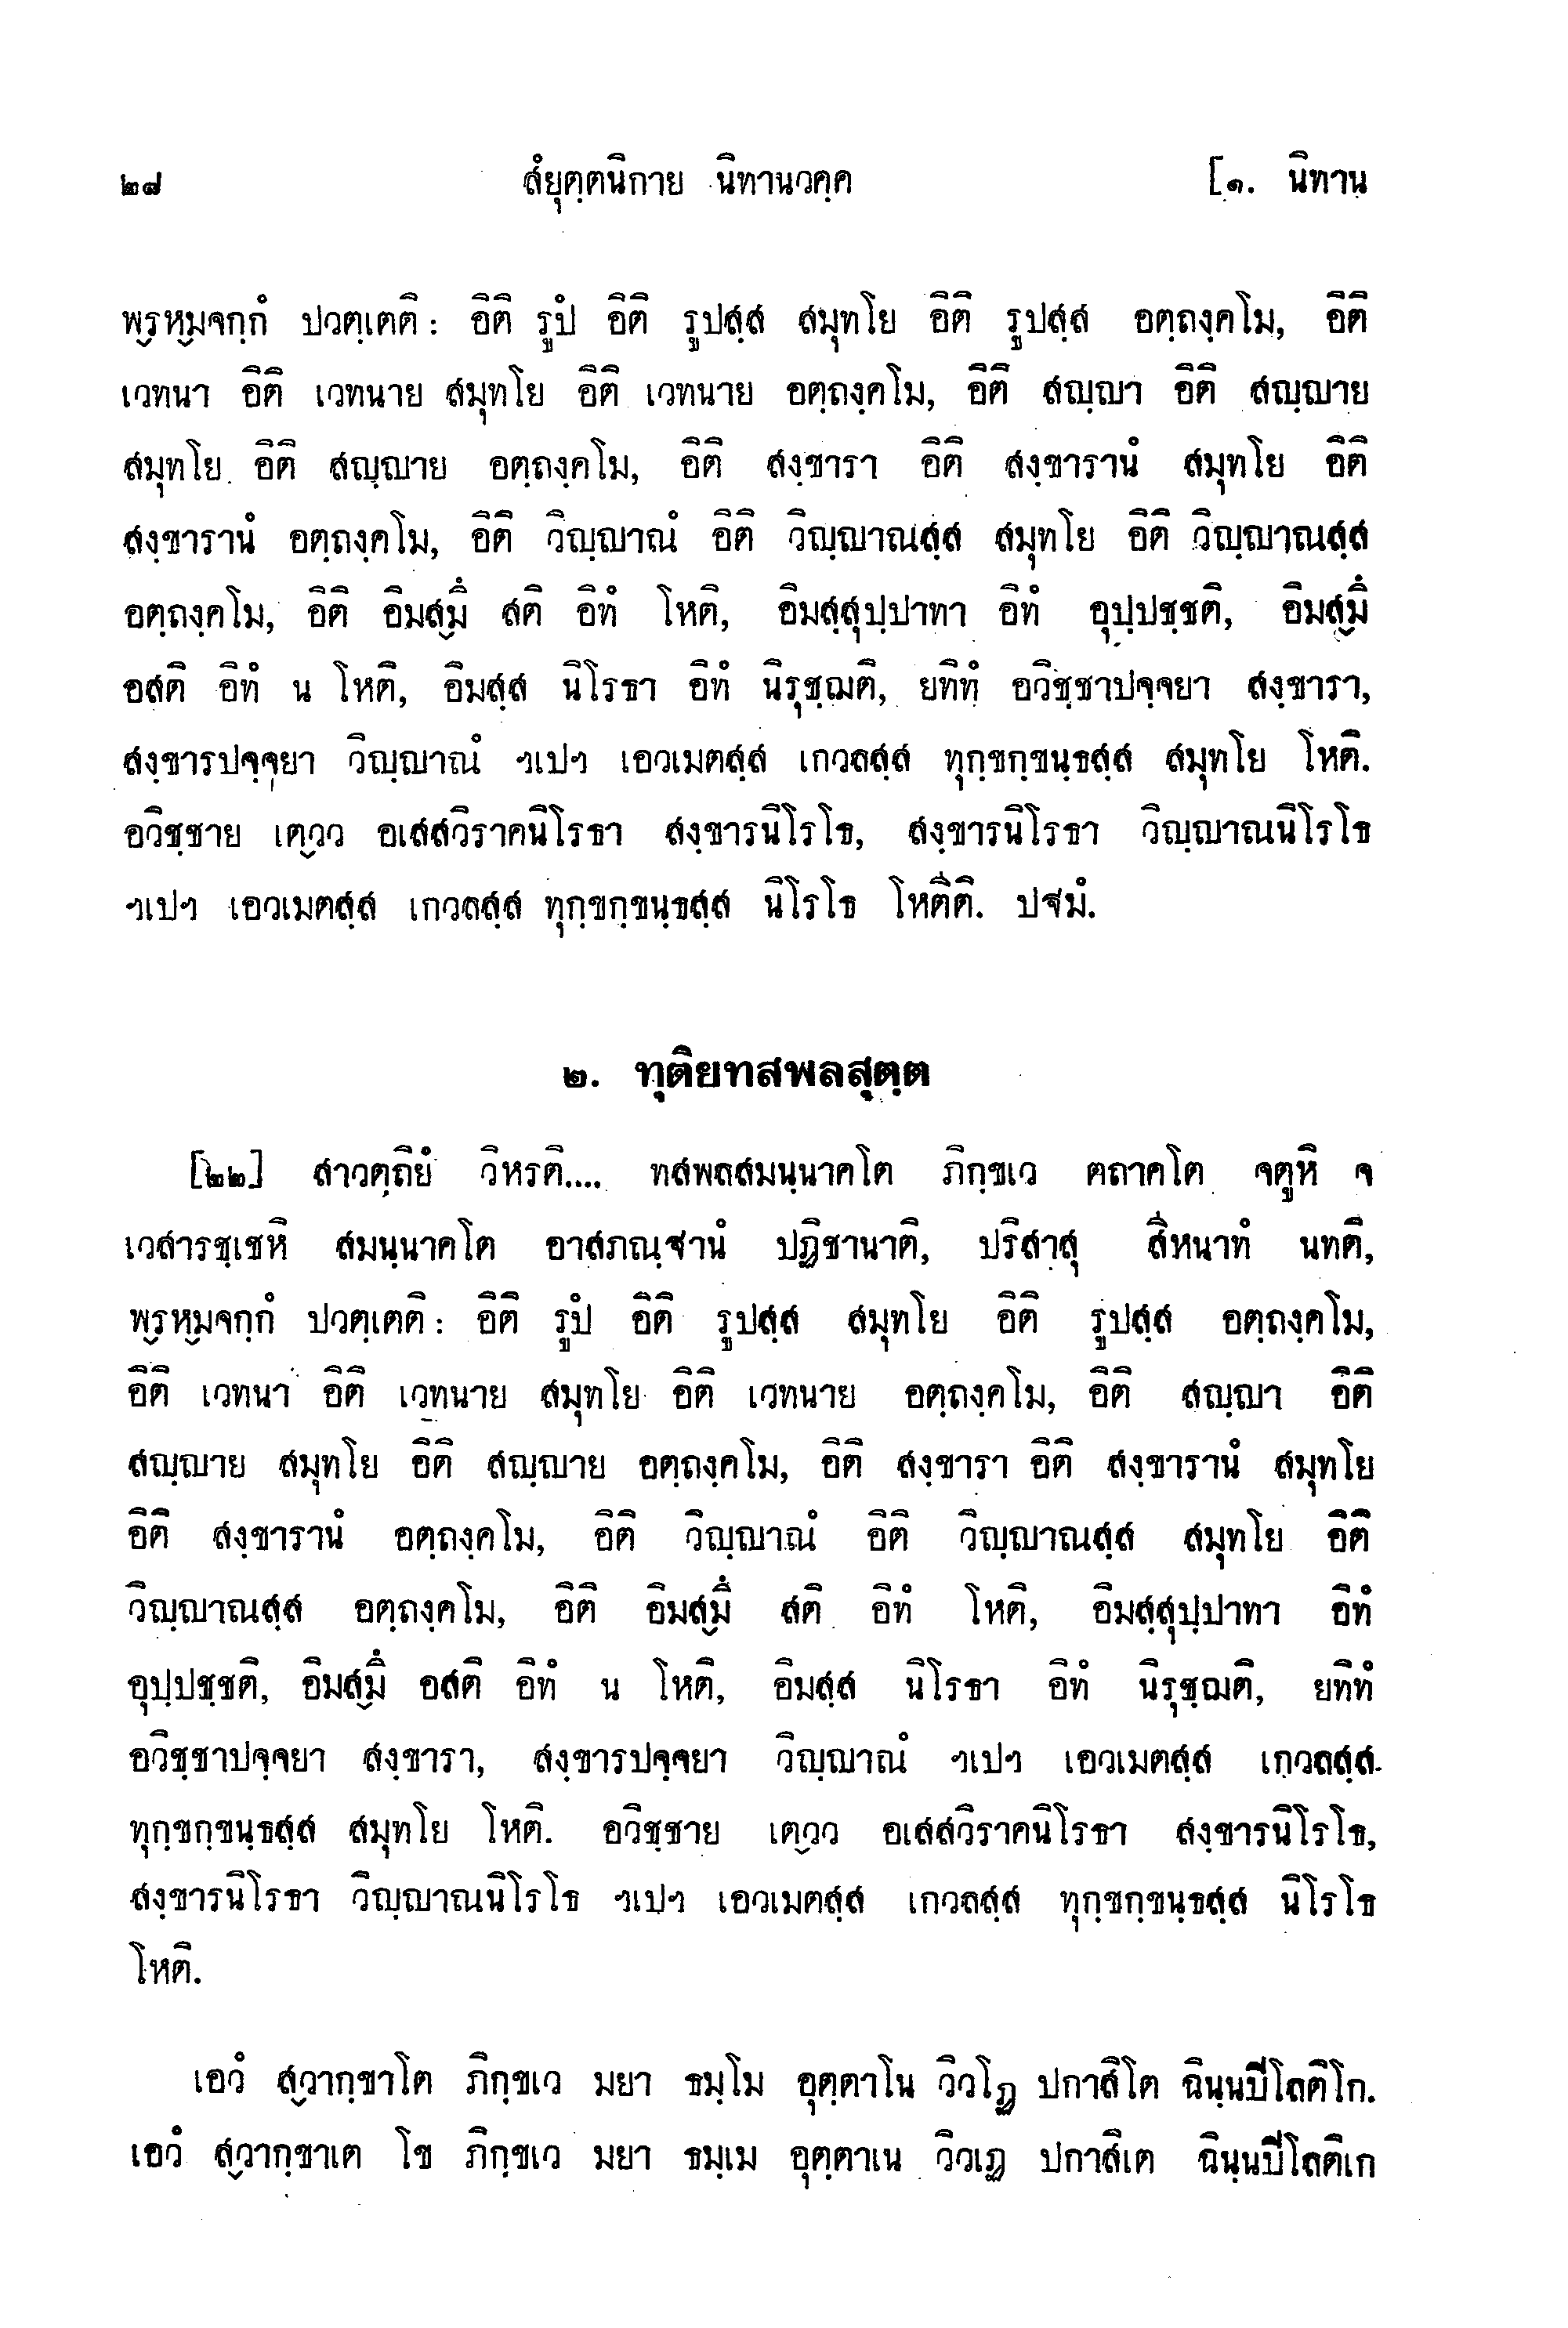 ๒๘ สํยุตฺตนิกาย นิทานวคฺค [๑. นิทาน
พฺรหฺมจกฺกํ ปวตฺเตติ : อิติ รูปํ อิติ รูปสฺส สมุทโย อิติ รูปสฺส อตฺถงฺคโม, อิติ
เวทนา อิติ เวทนาย สมุทโย อิติ เวทนาย อตฺถงฺคโม, อิติ สญฺญา อิติ สญฺญาย
สมุทโย อิติ สญฺญาย อตฺถงฺคโม, อิติ สงฺขารา อิติ สงฺขารานํ สมุทโย อิติ
สงฺขารานํ อตฺถงฺคโม, อิติ วิญฺญาณํ อิติ วิญฺญาณสฺส สมุทโย อิติ วิญฺญาณสฺส
อตฺถงฺคโม, อิติ อิมสฺมิํ สติ อิทํ โหติ, อิมสฺสุปฺปาทา อิทํ อุปฺปชฺชติ, อิมสฺมิํ
อสติ อิทํ น โหติ, อิมสฺส นิโรธา อิทํ นิรุชฺฌติ, ยทิทํ อวิชฺชาปจฺจยา สงฺขารา,
สงฺขารปจฺจยา วิญฺญาณํ ฯเปฯ เอวเมตสฺส เกวลสฺส ทุกฺขกฺขนฺธสฺส สมุทโย โหติ.
อวิชฺชาย เตฺวว อเสสวิราคนิโรธา สงฺขารนิโรโธ, สงฺขารนิโรธา วิญฺญาณนิโรโธ
ฯเปฯ เอวเมตสฺส เกวลสฺส ทุกฺขกฺขนฺธสฺส นิโรโธ โหตีติ. ปฐมํ.
๒. ทุติยทสพลสุตฺต
[๒๒] สาวตฺถิยํ วิหรติ.... ทสพลสมนฺนาคโต ภิกฺขเว ตถาคโต จตูหิ จ
เวสารชฺเชหิ สมนฺนาคโต อาสภณฺฐานํ ปฏิชานาติ, ปริสาสุ สีหนาทํ นทติ,
พฺรหฺมจกฺกํ ปวตฺเตติ : อิติ รูปํ อิติ รูปสฺส สมุทโย อิติ รูปสฺส อตฺถงฺคโม,
อิติ เวทนา อิติ เวทนาย สมุทโย อิติ เวทนาย อตฺถงฺคโม, อิติ สญฺญา อิติ
สญฺญาย สมุทโย อิติ สญฺญาย อตฺถงฺคโม, อิติ สงฺขารา อิติ สงฺขารานํ สมุทโย
อิติ สงฺขารานํ อตฺถงฺคโม, อิติ วิญฺญาณํ อิติ วิญฺญาณสฺส สมุทโย อิติ
วิญฺญาณสฺส อตฺถงฺคโม, อิติ อิมสฺมิํ สติ อิทํ โหติ, อิมสฺสุปฺปาทา อิทํ
อุปฺปชฺชติ, อิมสฺมิํ อสติ อิทํ น โหติ, อิมสฺส นิโรธา อิทํ นิรุชฺฌติ, ยทิทํ
อวิชฺชาปจฺจยา สงฺขารา, สงฺขารปจฺจยา วิญฺญาณํ ฯเปฯ เอวเมตสฺส เกวลสฺส
ทุกฺขกฺขนฺธสฺส สมุทโย โหติ. อวิชฺชาย เตฺวว อเสสวิราคนิโรธา สงฺขารนิโรโธ,
สงฺขารนิโรธา วิญฺญาณนิโรโธ ฯเปฯ เอวเมตสฺส เกวลสฺส ทุกฺขกฺขนฺธสฺส นิโรโธ
โหติ.
เอวํ สฺวากฺขาโต ภิกฺขเว มยา ธมฺโม อุตฺตาโน วิวโฏ ปกาสิโต ฉินฺนปิโลติโก.
เอวํ สฺวากฺขาเต โข ภิกฺขเว มยา ธมฺเม อุตฺตาเน วิวเฏ ปกาสิเต ฉินฺนปิโลติเก